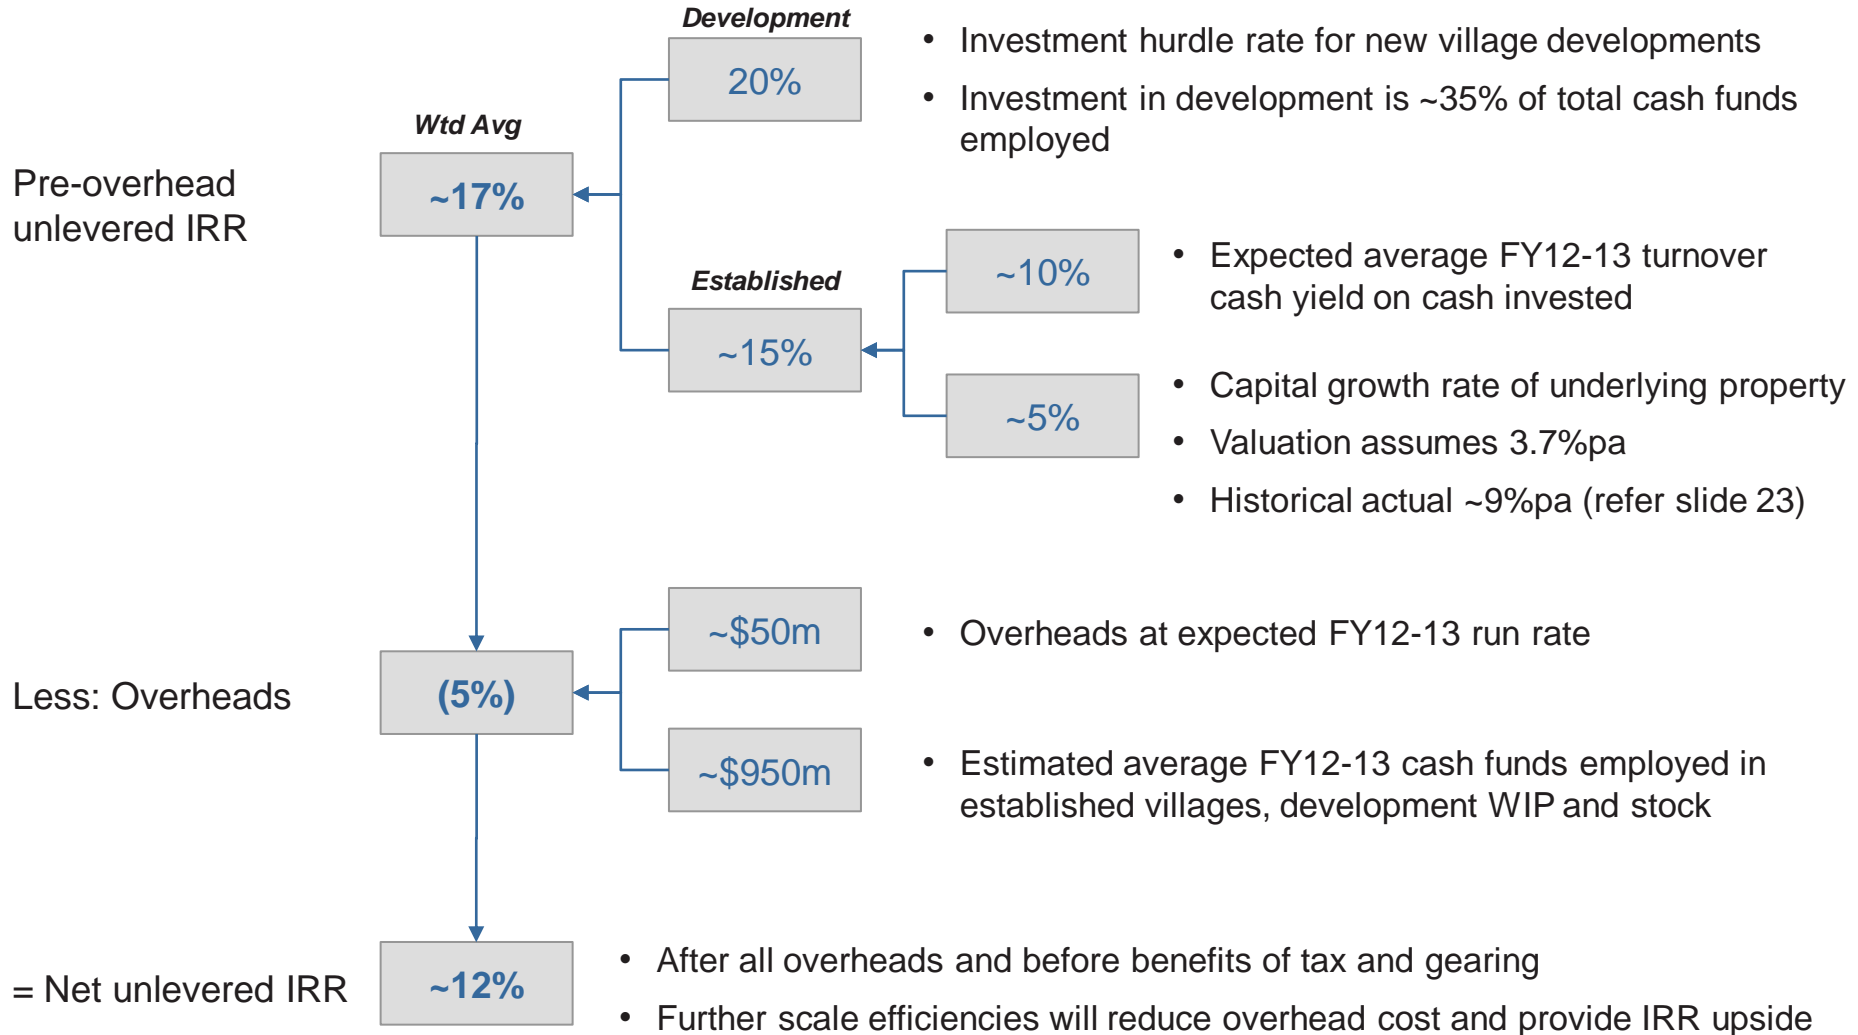 Development
20%
• Investment hurdle rate for new village developments
• Investment in development is ~35% of total cash funds
employed
Wtd Avg
Pre-overhead
unlevered IRR
~17%
Established
~15%
~10%
• Expected average FY12-13 turnover
cash yield on cash invested
~5%
• Capital growth rate of underlying property
• Valuation assumes 3.7%pa
• Historical actual ~9%pa (refer slide 23)
Less: Overheads
(5%)
~$50m
• Overheads at expected FY12-13 run rate
~$950m
• Estimated average FY12-13 cash funds employed in
established villages, development WIP and stock
= Net unlevered IRR
~12%
• After all overheads and before benefits of tax and gearing
• Further scale efficiencies will reduce overhead cost and provide IRR upside